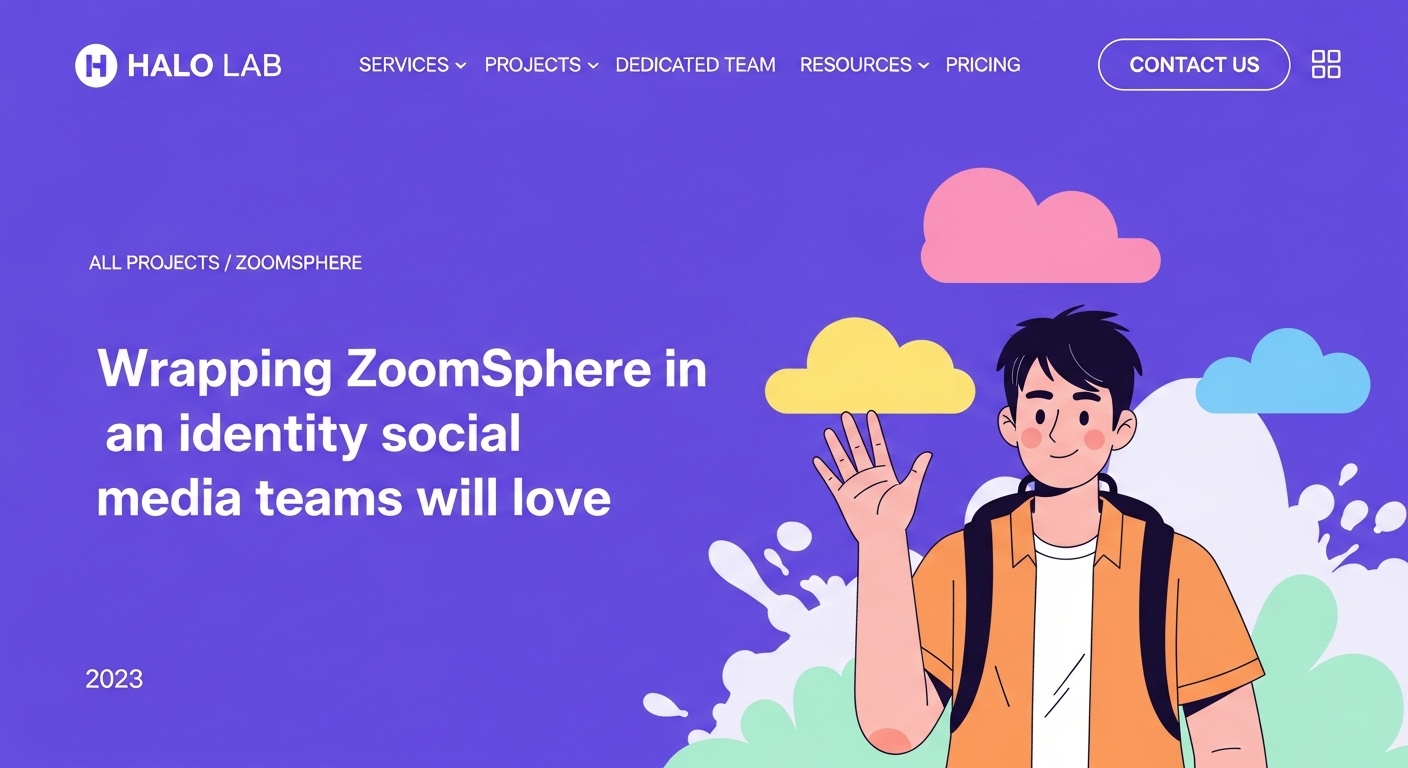 HALO LAB
SERVICES
PROJECTS
DEDICATED TEAM
RESOURCES
PRICING
CONTACT US
ALL PROJECTS / ZOOMSPHERE
Wrapping ZoomSphere in
an identity social
media teams will love
2023